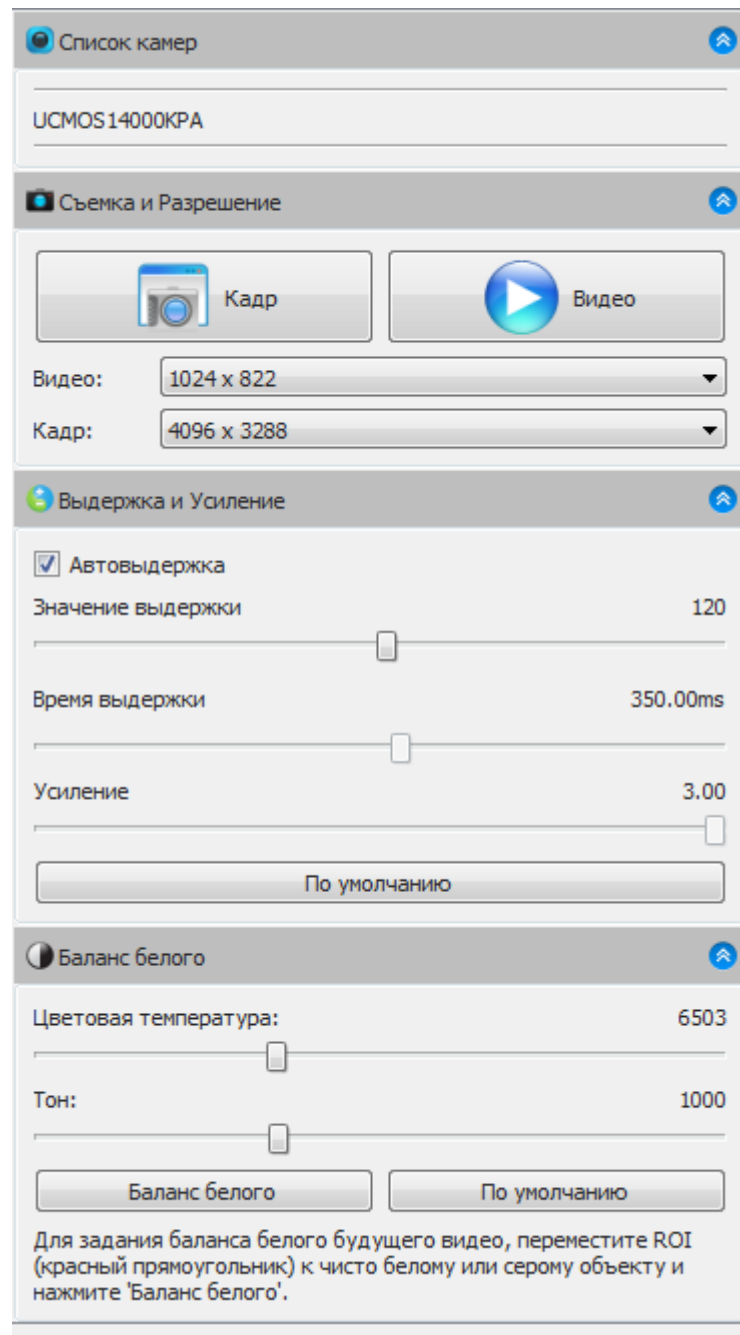 Список камер
UCMOS14000KPA
Съемка и Разрешение
Кадр Видео
Видео: 1024 x 822
Кадр: 4096 x 3288
Выдержка и Усиление
Автовыдержка
Значение выдержки 120
Время выдержки 350.00ms
Усиление 3.00
По умолчанию
Баланс белого
Цветовая температура: 6503
Тон: 1000
Баланс белого По умолчанию
Для задания баланса белого будущего видео, переместите ROI
(красный прямоугольник) к чисто белому или серому объекту и
нажмите 'Баланс белого'.